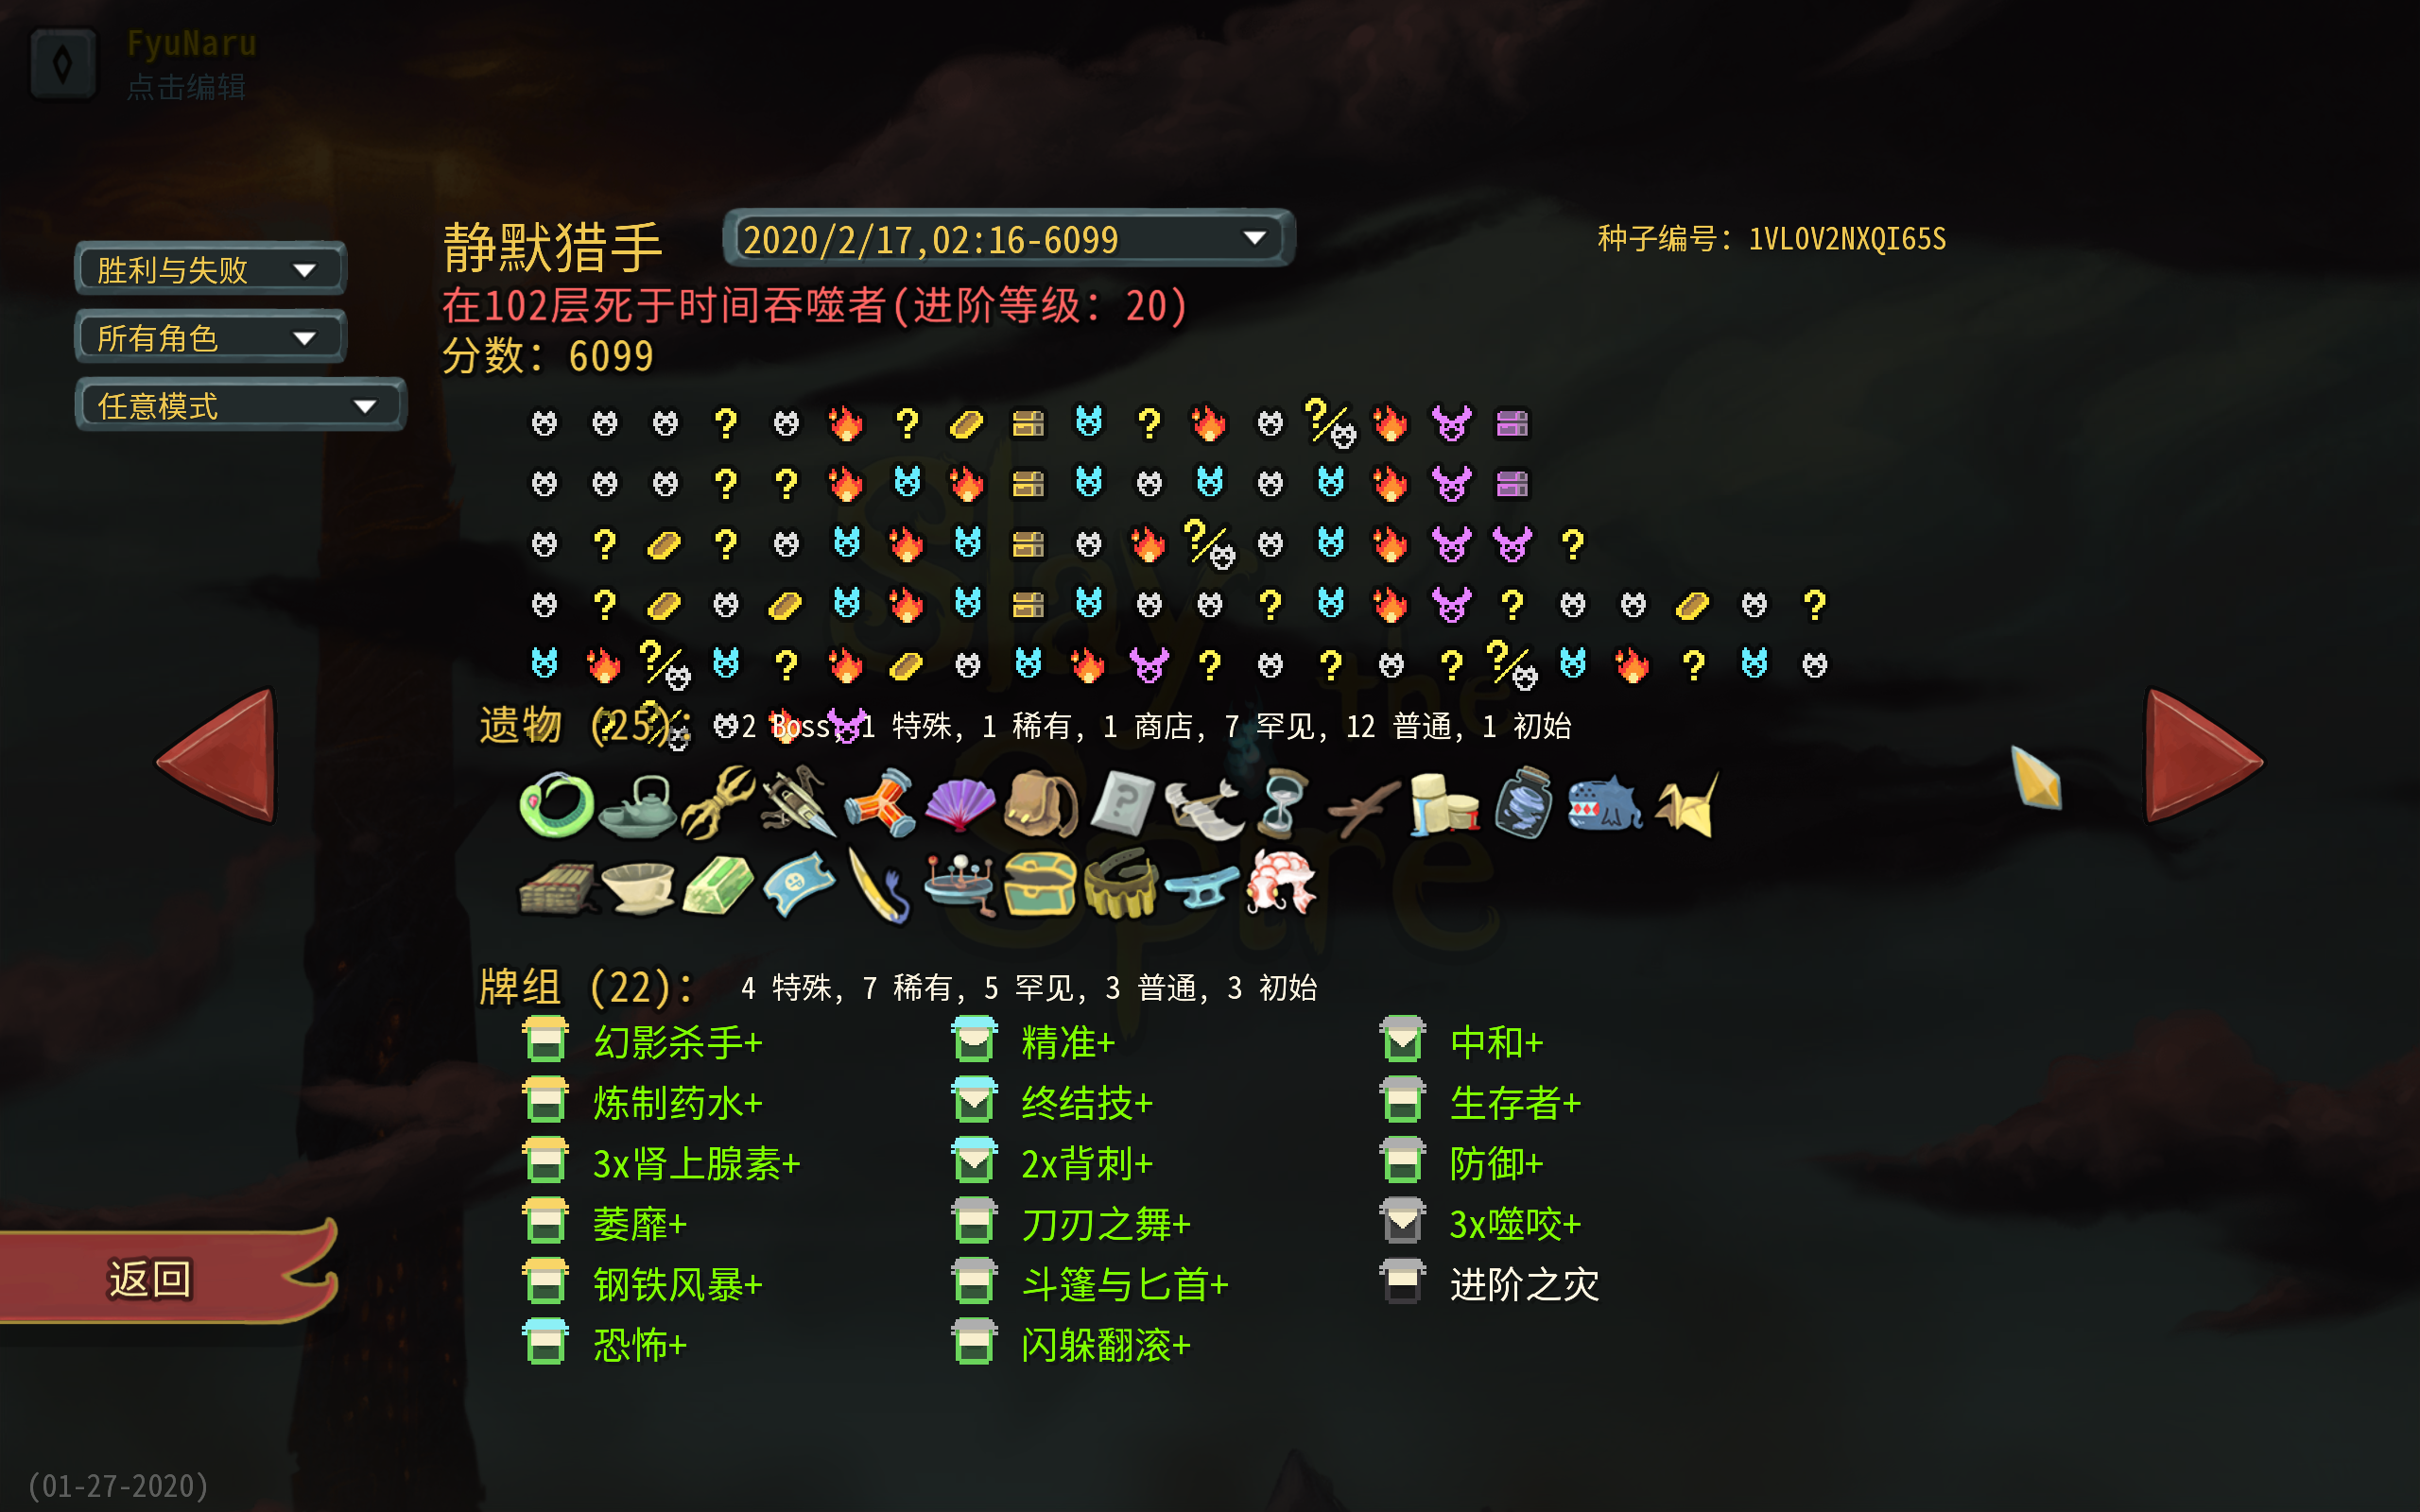 FyuNaru
点击编辑
静默猎手
2020/2/17,02:16-6099
种子编号: 1VLOV2NXQI65S
胜利与失败
在102层死于时间吞噬者(进阶等级: 20)
所有角色
分数: 6099
任意模式
Slay
the
Spire
遗物 (25): 2 Boss, 1 特殊, 1 稀有, 1 商店, 7 罕见, 12 普通, 1 初始
牌组 (22): 4 特殊, 7 稀有, 5 罕见, 3 普通, 3 初始
幻影杀手+ 精准+ 中和+
炼制药水+ 终结技+ 生存者+
3x肾上腺素+ 2x背刺+ 防御+
萎靡+ 刀刃之舞+ 3x噬咬+
钢铁风暴+ 斗篷与匕首+ 进阶之灾
恐怖+ 闪躲翻滚+
返回
(01-27-2020)